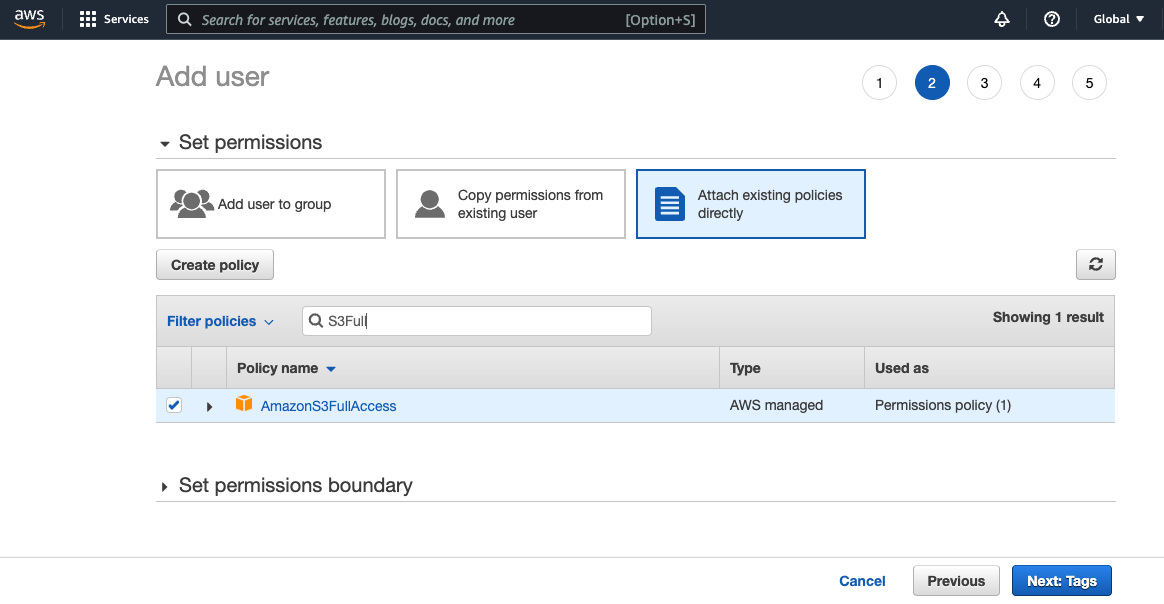 aws
Services
Search for services, features, blogs, docs, and more
[Option+S]
Global
Add user
1
2
3
4
5
Set permissions
Add user to group
Copy permissions from
existing user
Attach existing policies
directly
Create policy
Filter policies
S3Full
Showing 1 result
Policy name
Type
Used as
AmazonS3FullAccess
AWS managed
Permissions policy (1)
Set permissions boundary
Cancel
Previous
Next: Tags